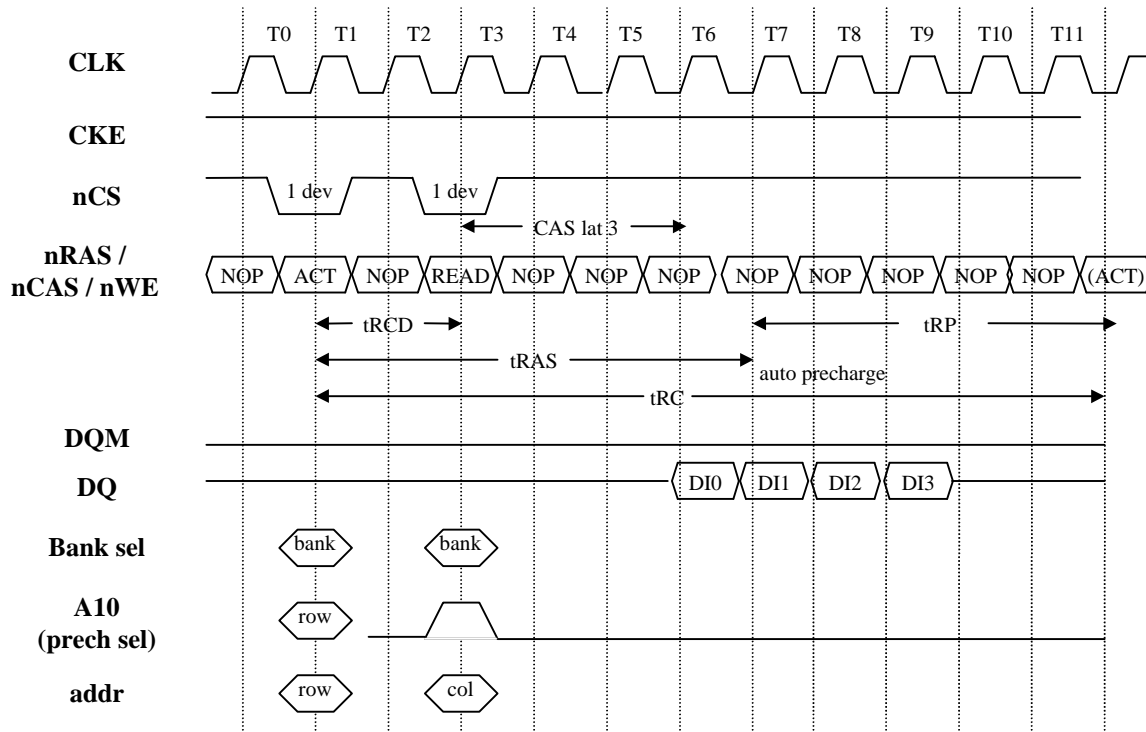 T0 T1 T2 T3 T4 T5 T6 T7 T8 T9 T10 T11
CLK
CKE
nCS 1 dev 1 dev
CAS lat 3
nRAS /
nCAS / nWE
NOP ACT NOP READ NOP NOP NOP NOP NOP NOP NOP NOP (ACT)
tRCD tRP
tRAS
auto precharge
tRC
DQM
DQ DI0 DI1 DI2 DI3
Bank sel bank bank
A10
(prech sel)
row
addr row col